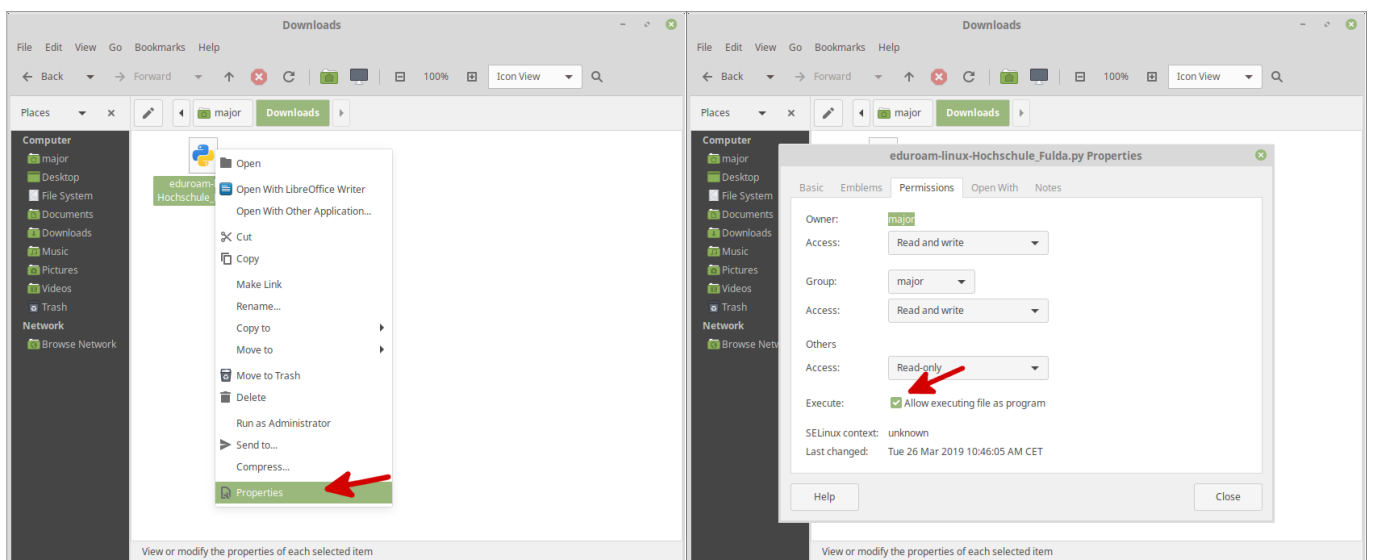 Downloads
File Edit View Go Bookmarks Help
Back Forward 100% Icon View
Places major Downloads
Computer
major
Desktop
File System
Documents
Downloads
Music
Pictures
Videos
Trash
Network
Browse Network
eduroam-
Hochschule_
Open
Open With LibreOffice Writer
Open With Other Application...
Cut
Copy
Make Link
Rename...
Copy to
Move to
Move to Trash
Delete
Run as Administrator
Send to...
Compress...
Properties
View or modify the properties of each selected item
Downloads
File Edit View Go Bookmarks Help
Back Forward 100% Icon View
Places major Downloads
Computer
major
Desktop
File System
Documents
Downloads
Music
Pictures
Videos
Trash
Network
Browse Netw
eduroam-linux-Hochschule_Fulda.py Properties
Basic Emblems Permissions Open With Notes
Owner: major
Access: Read and write
Group: major
Access: Read and write
Others
Access: Read-only
Execute: Allow executing file as program
SELinux context: unknown
Last changed: Tue 26 Mar 2019 10:46:05 AM CET
Help Close
View or modify the properties of each selected item